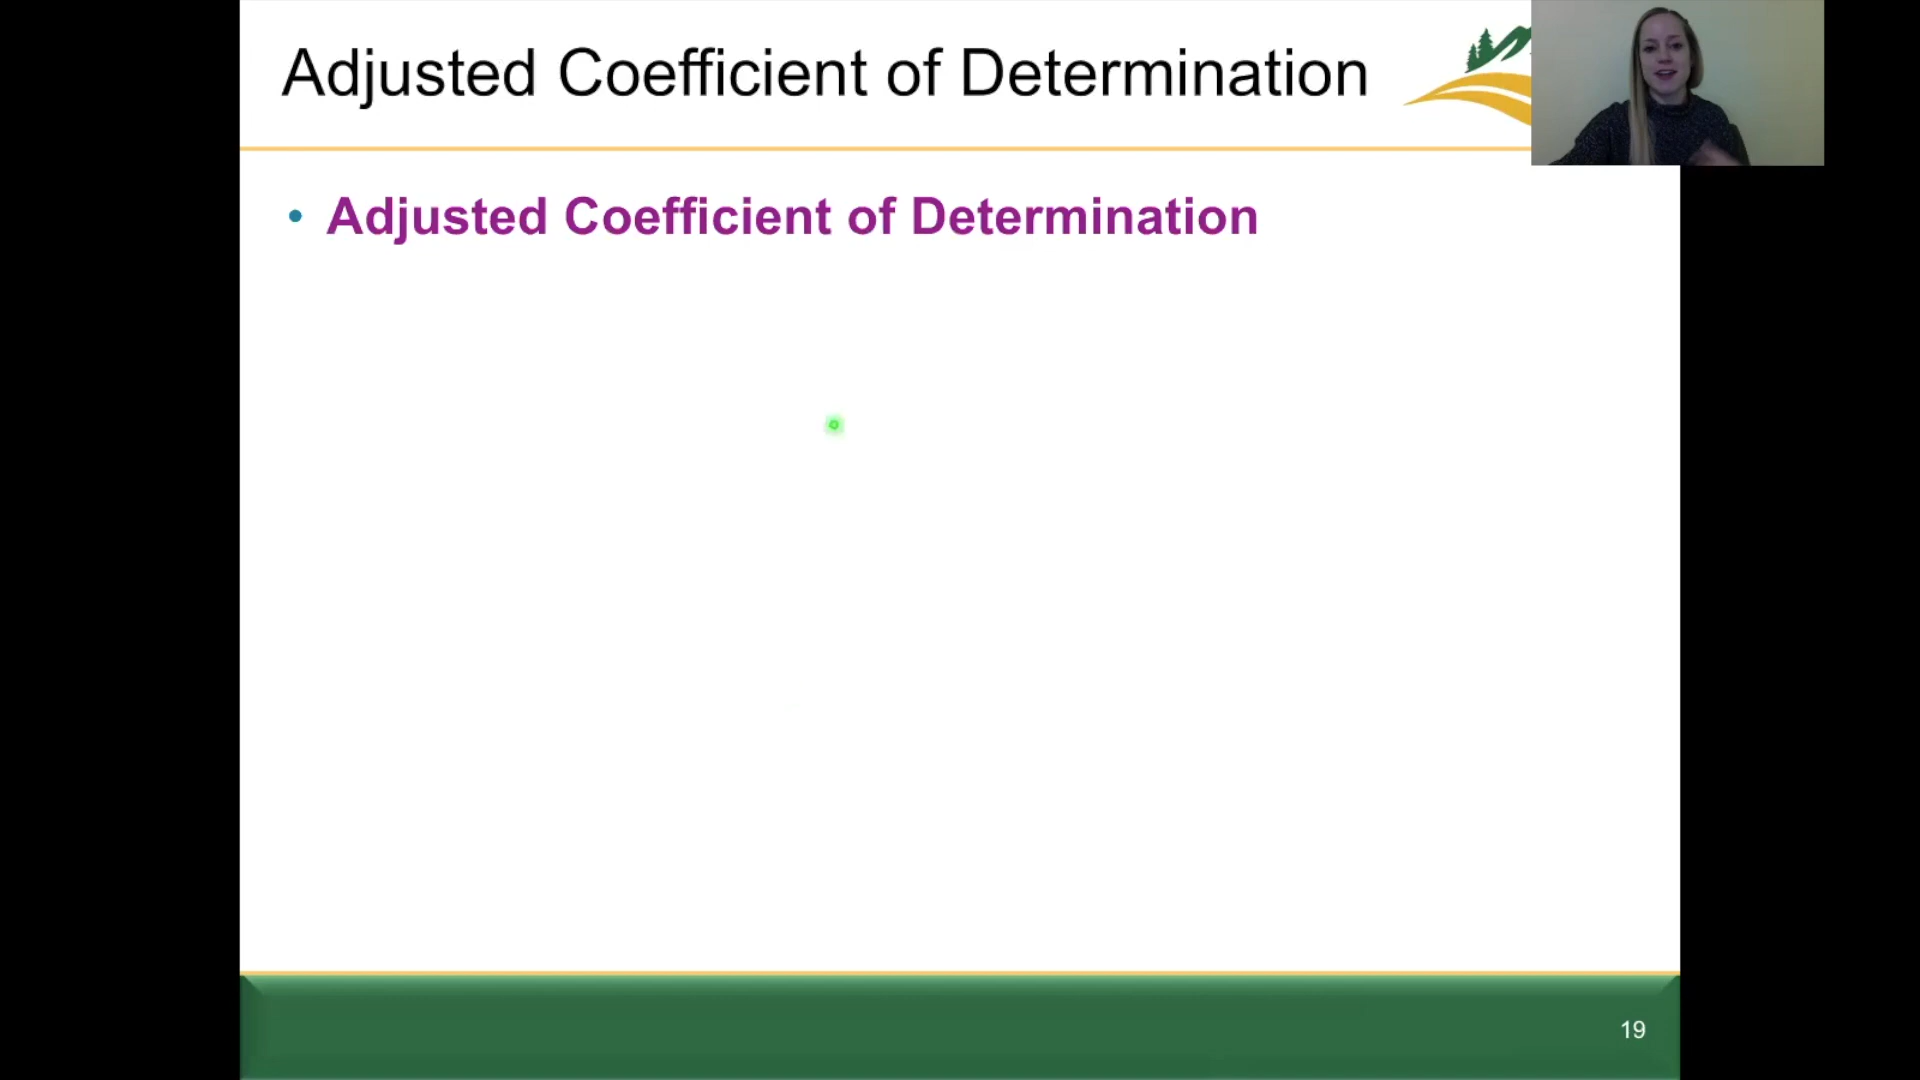 Adjusted Coefficient of Determination
• Adjusted Coefficient of Determination
19